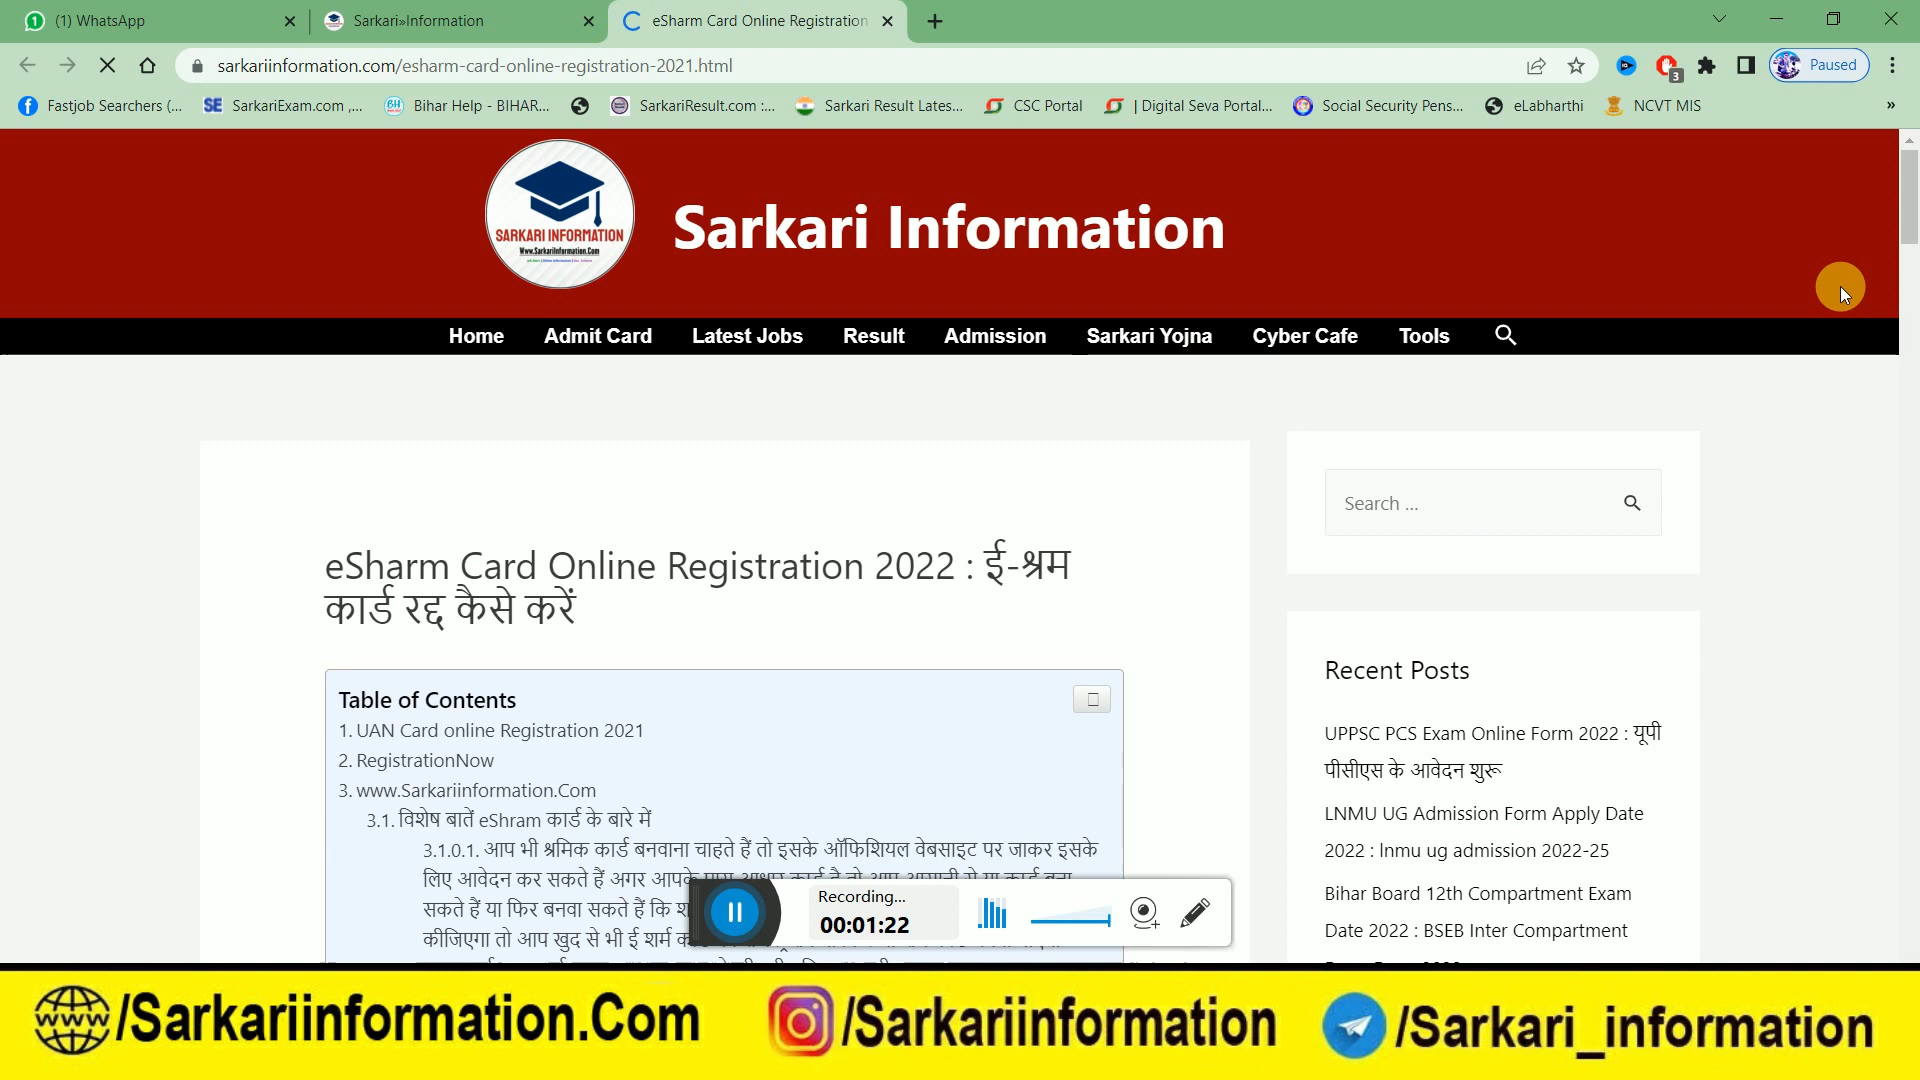 (1) WhatsApp
Sarkari»Information
eSharm Card Online Registration
sarkariinformation.com/esharm-card-online-registration-2021.html
3
Paused
Fastjob Searchers (...
SE SarkariExam.com ,...
BH Bihar Help - BIHAR...
SarkariResult.com :...
Sarkari Result Lates...
CSC Portal
| Digital Seva Portal...
Social Security Pens...
eLabharthi
NCVT MIS
»
SARKARI INFORMATION
Www.SarkariInformation.Com
Sarkari Information
Home Admit Card Latest Jobs Result Admission Sarkari Yojna Cyber Cafe Tools
Search ...
eSharm Card Online Registration 2022 : ई-श्रम
कार्ड रद्द कैसे करें
Table of Contents
1. UAN Card online Registration 2021
2. RegistrationNow
3. www.Sarkariinformation.Com
3.1. विशेष बातें eShram कार्ड के बारे में
3.1.0.1. आप भी श्रमिक कार्ड बनवाना चाहते हैं तो इसके ऑफिशियल वेबसाइट पर जाकर इसके
लिए आवेदन कर सकते हैं अगर आपके
सकते हैं या फिर बनवा सकते हैं कि
कीजिएगा तो आप खुद से भी ई शर्म
Recent Posts
UPPSC PCS Exam Online Form 2022 : यूपी
पीसीएस के आवेदन शुरू
LNMU UG Admission Form Apply Date
2022 : lnmu ug admission 2022-25
Bihar Board 12th Compartment Exam
Date 2022 : BSEB Inter Compartment
Recording...
00:01:22
www /Sarkariinformation.Com
/Sarkariinformation
/Sarkari_information